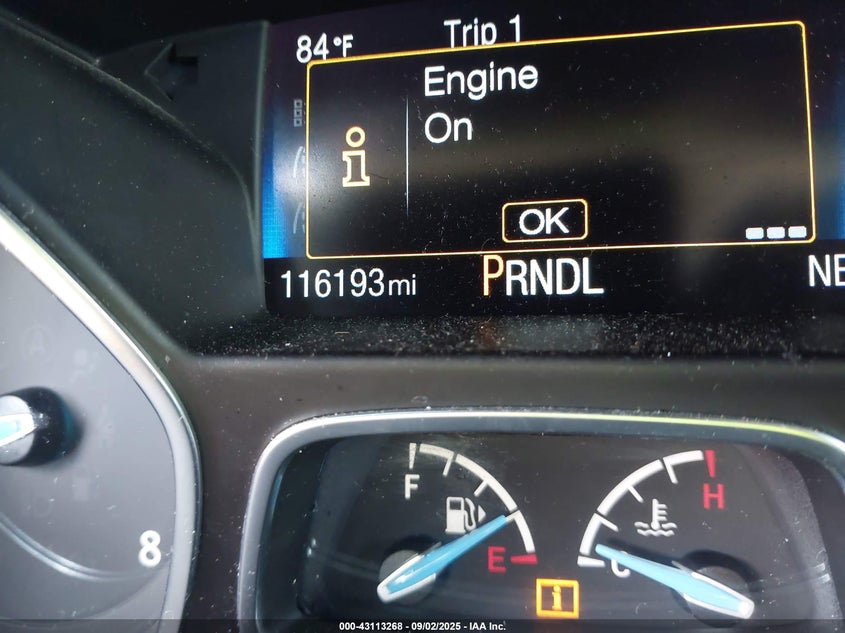 84°F Trip 1
Engine
On
i
OK
116193mi PRNDL NE
F H
8 E C
i
000-43113268 - 09/02/2025 - IAA Inc.